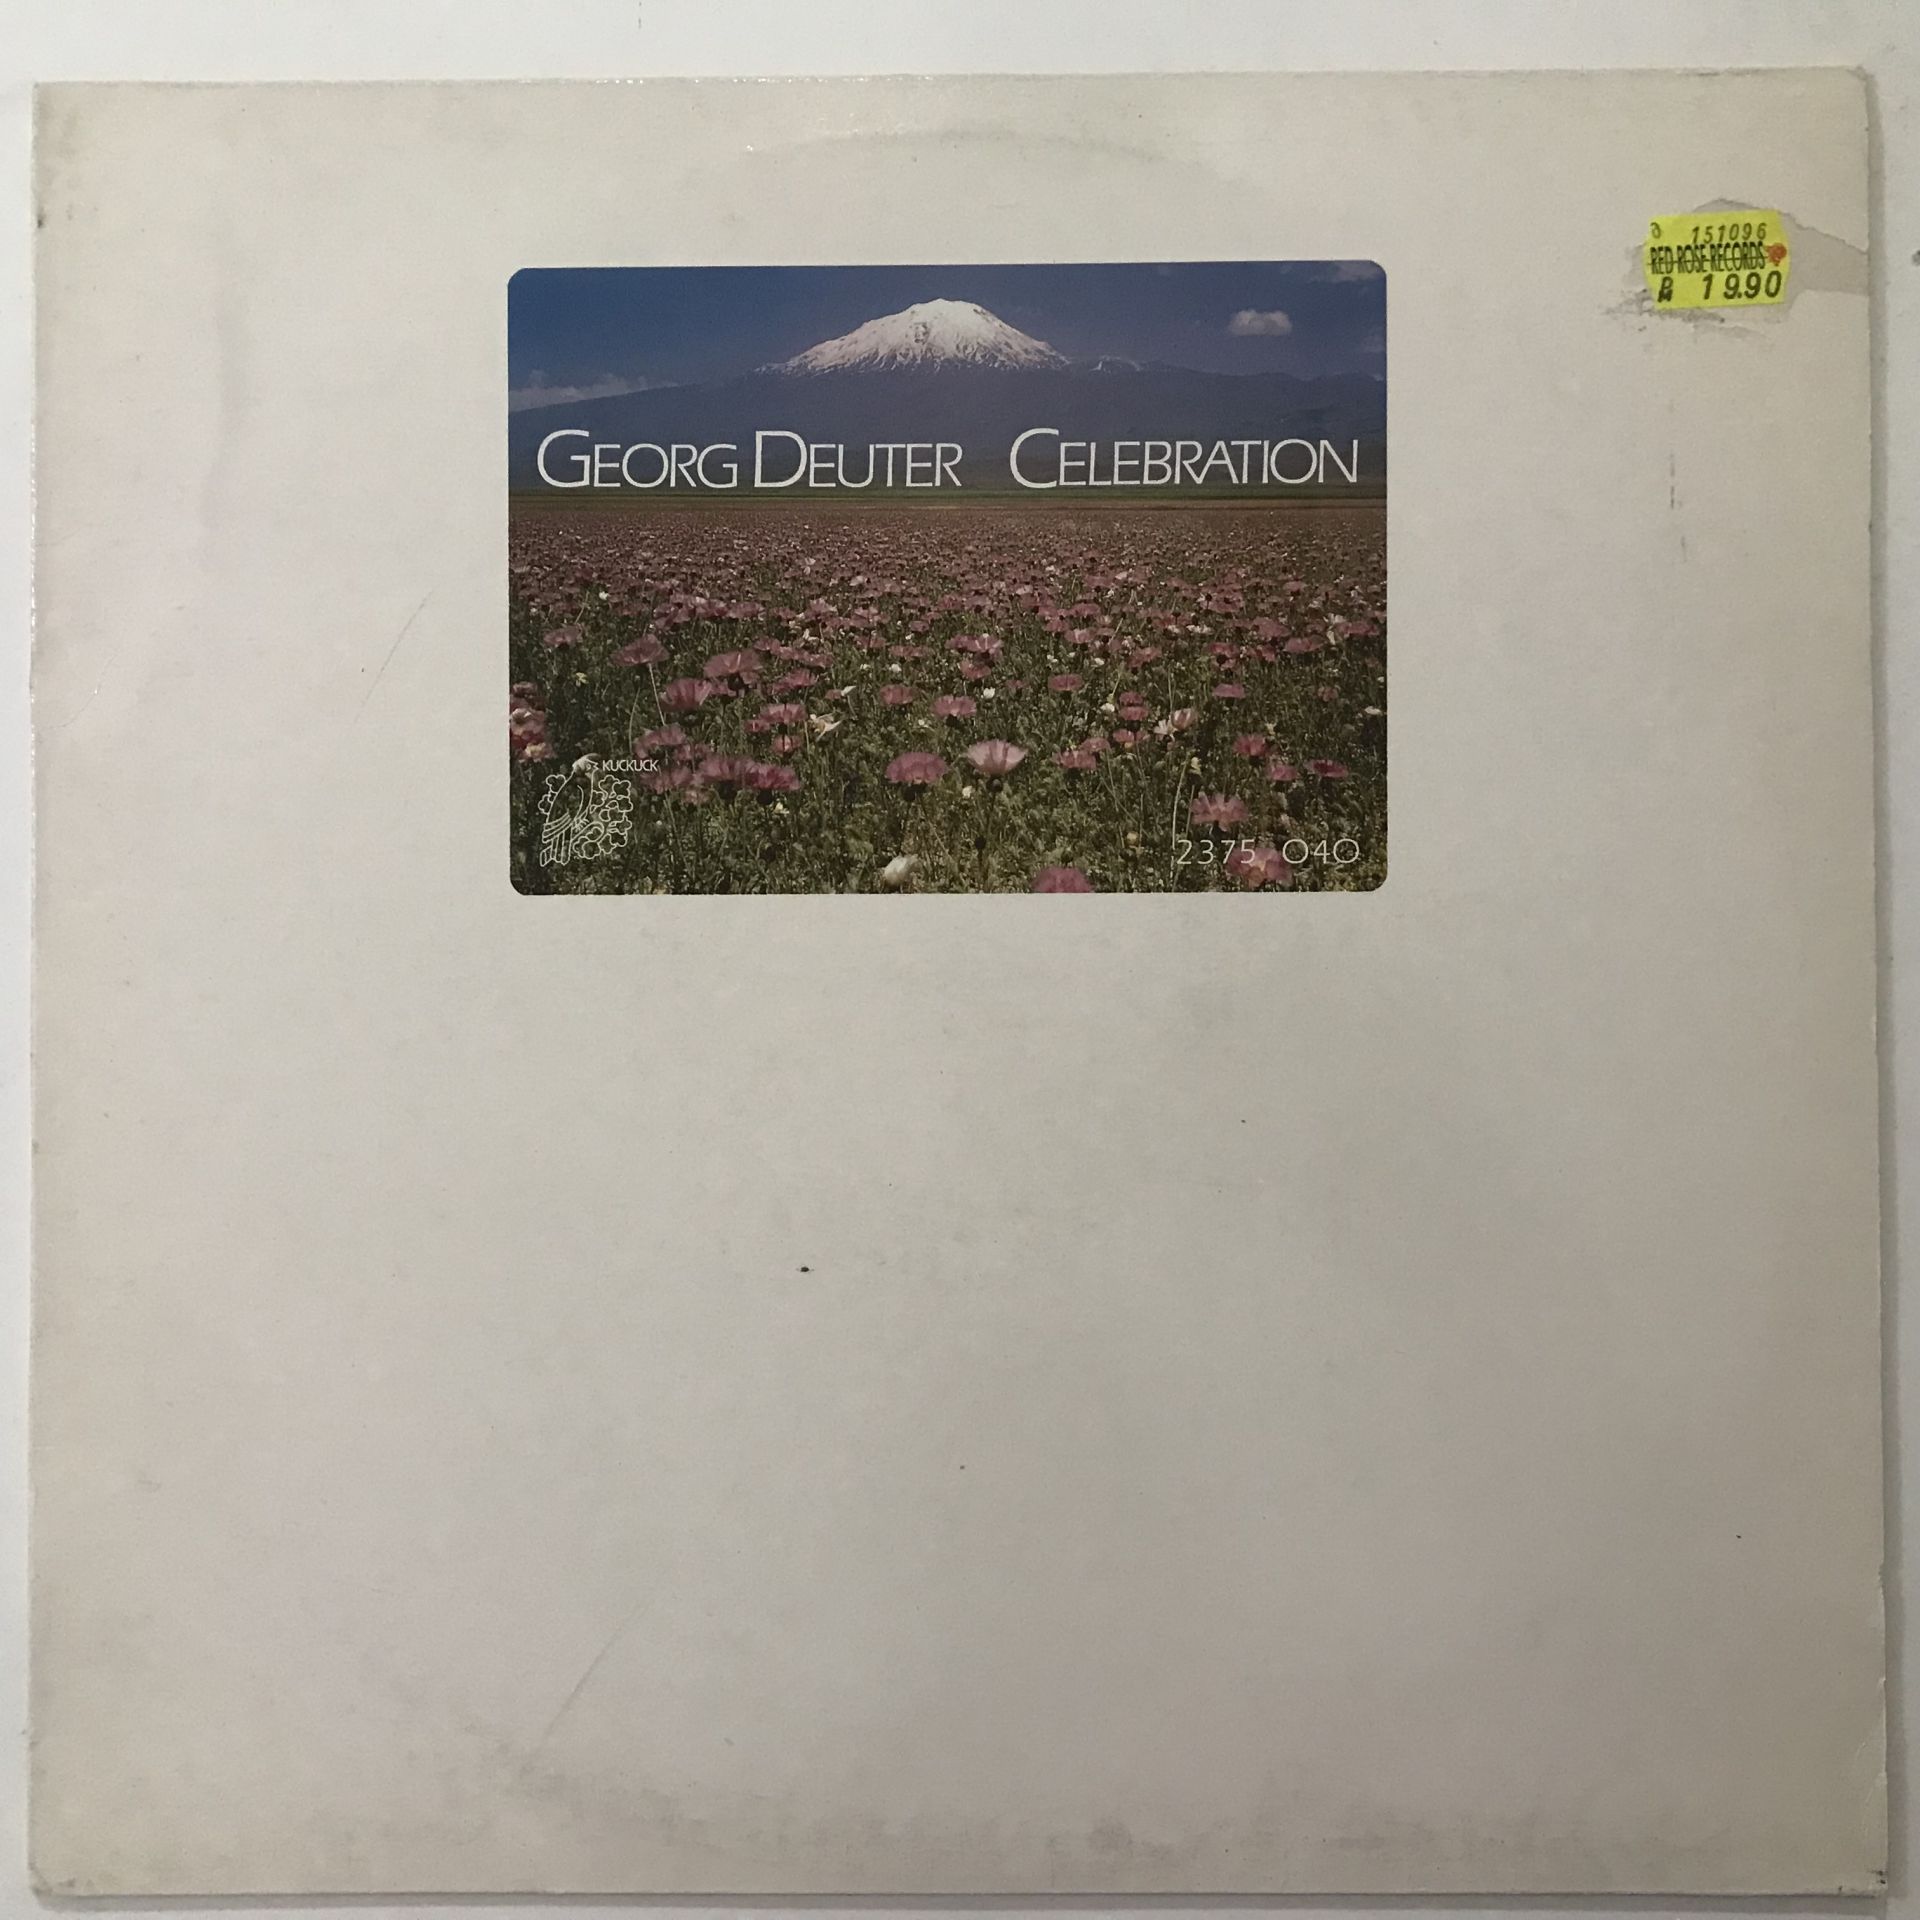 151096
RED ROSE RECORDS
19.90
GEORG DEUTER CELEBRATION
KUCKUCK
2375 040